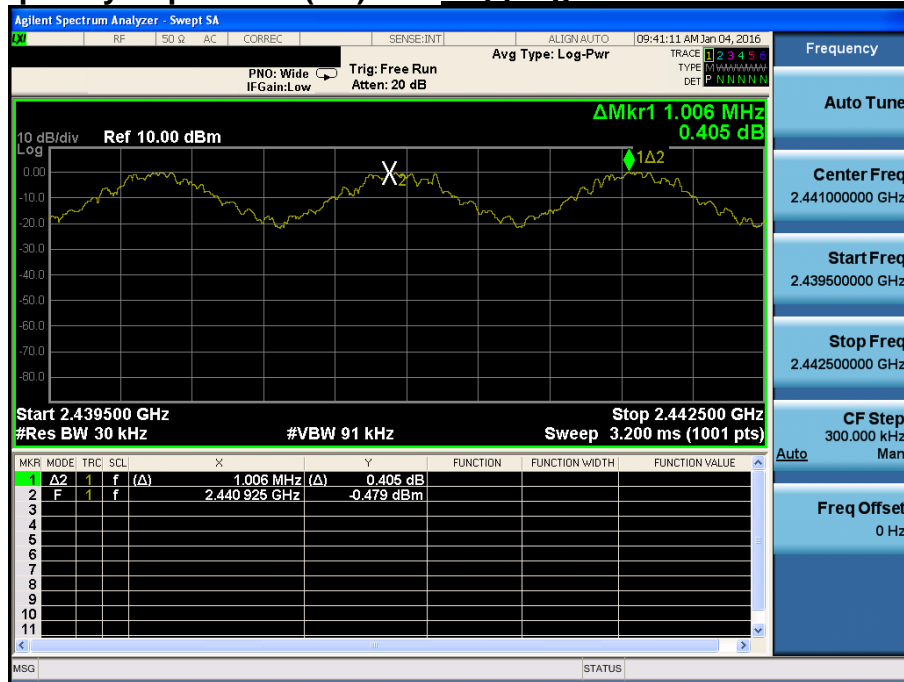 Agilent Spectrum Analyzer - Swept SA
LXI RF 50 Ω AC CORREC SENSE:INT ALIGN AUTO 09:41:11 AM Jan 04, 2016
Avg Type: Log-Pwr TRACE 1 2 3 4 5 6
PNO: Wide Trig: Free Run TYPE M W W W W W
IFGain:Low Atten: 20 dB DET P N N N N N
ΔMkr1 1.006 MHz
10 dB/div Ref 10.00 dBm 0.405 dB
Log
1Δ2
0.00
X2
-10.0
-20.0
-30.0
-40.0
-50.0
-60.0
-70.0
-80.0
Start 2.439500 GHz Stop 2.442500 GHz
#Res BW 30 kHz #VBW 91 kHz Sweep 3.200 ms (1001 pts)
MKR MODE TRC SCL X Y FUNCTION FUNCTION WIDTH FUNCTION VALUE
1 Δ2 1 f (Δ) 1.006 MHz (Δ) 0.405 dB
2 F 1 f 2.440 925 GHz -0.479 dBm
3
4
5
6
7
8
9
10
11
MSG STATUS
Frequency
Auto Tune
Center Freq
2.441000000 GHz
Start Freq
2.439500000 GHz
Stop Freq
2.442500000 GHz
CF Step
300.000 kHz
Auto Man
Freq Offset
0 Hz